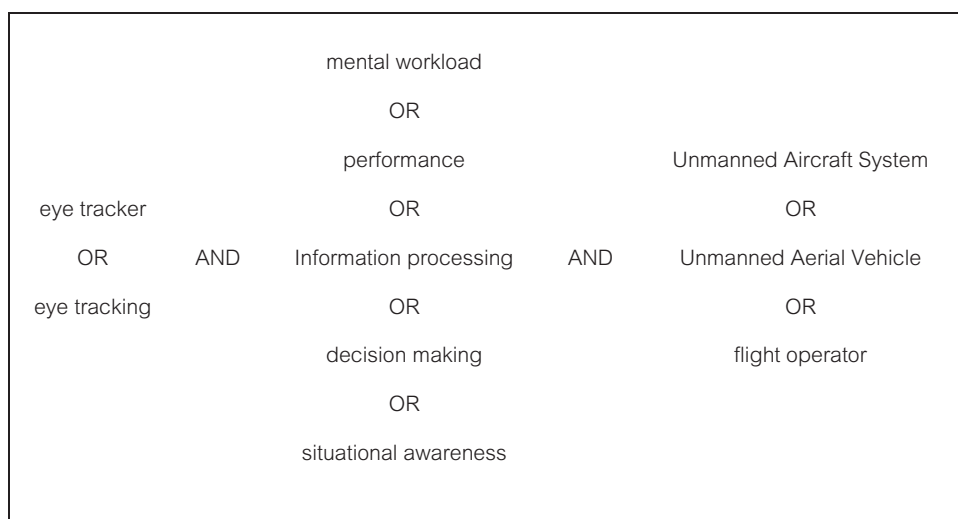 mental workload
OR
performance Unmanned Aircraft System
eye tracker OR OR
OR AND Information processing AND Unmanned Aerial Vehicle
eye tracking OR OR
decision making flight operator
OR
situational awareness